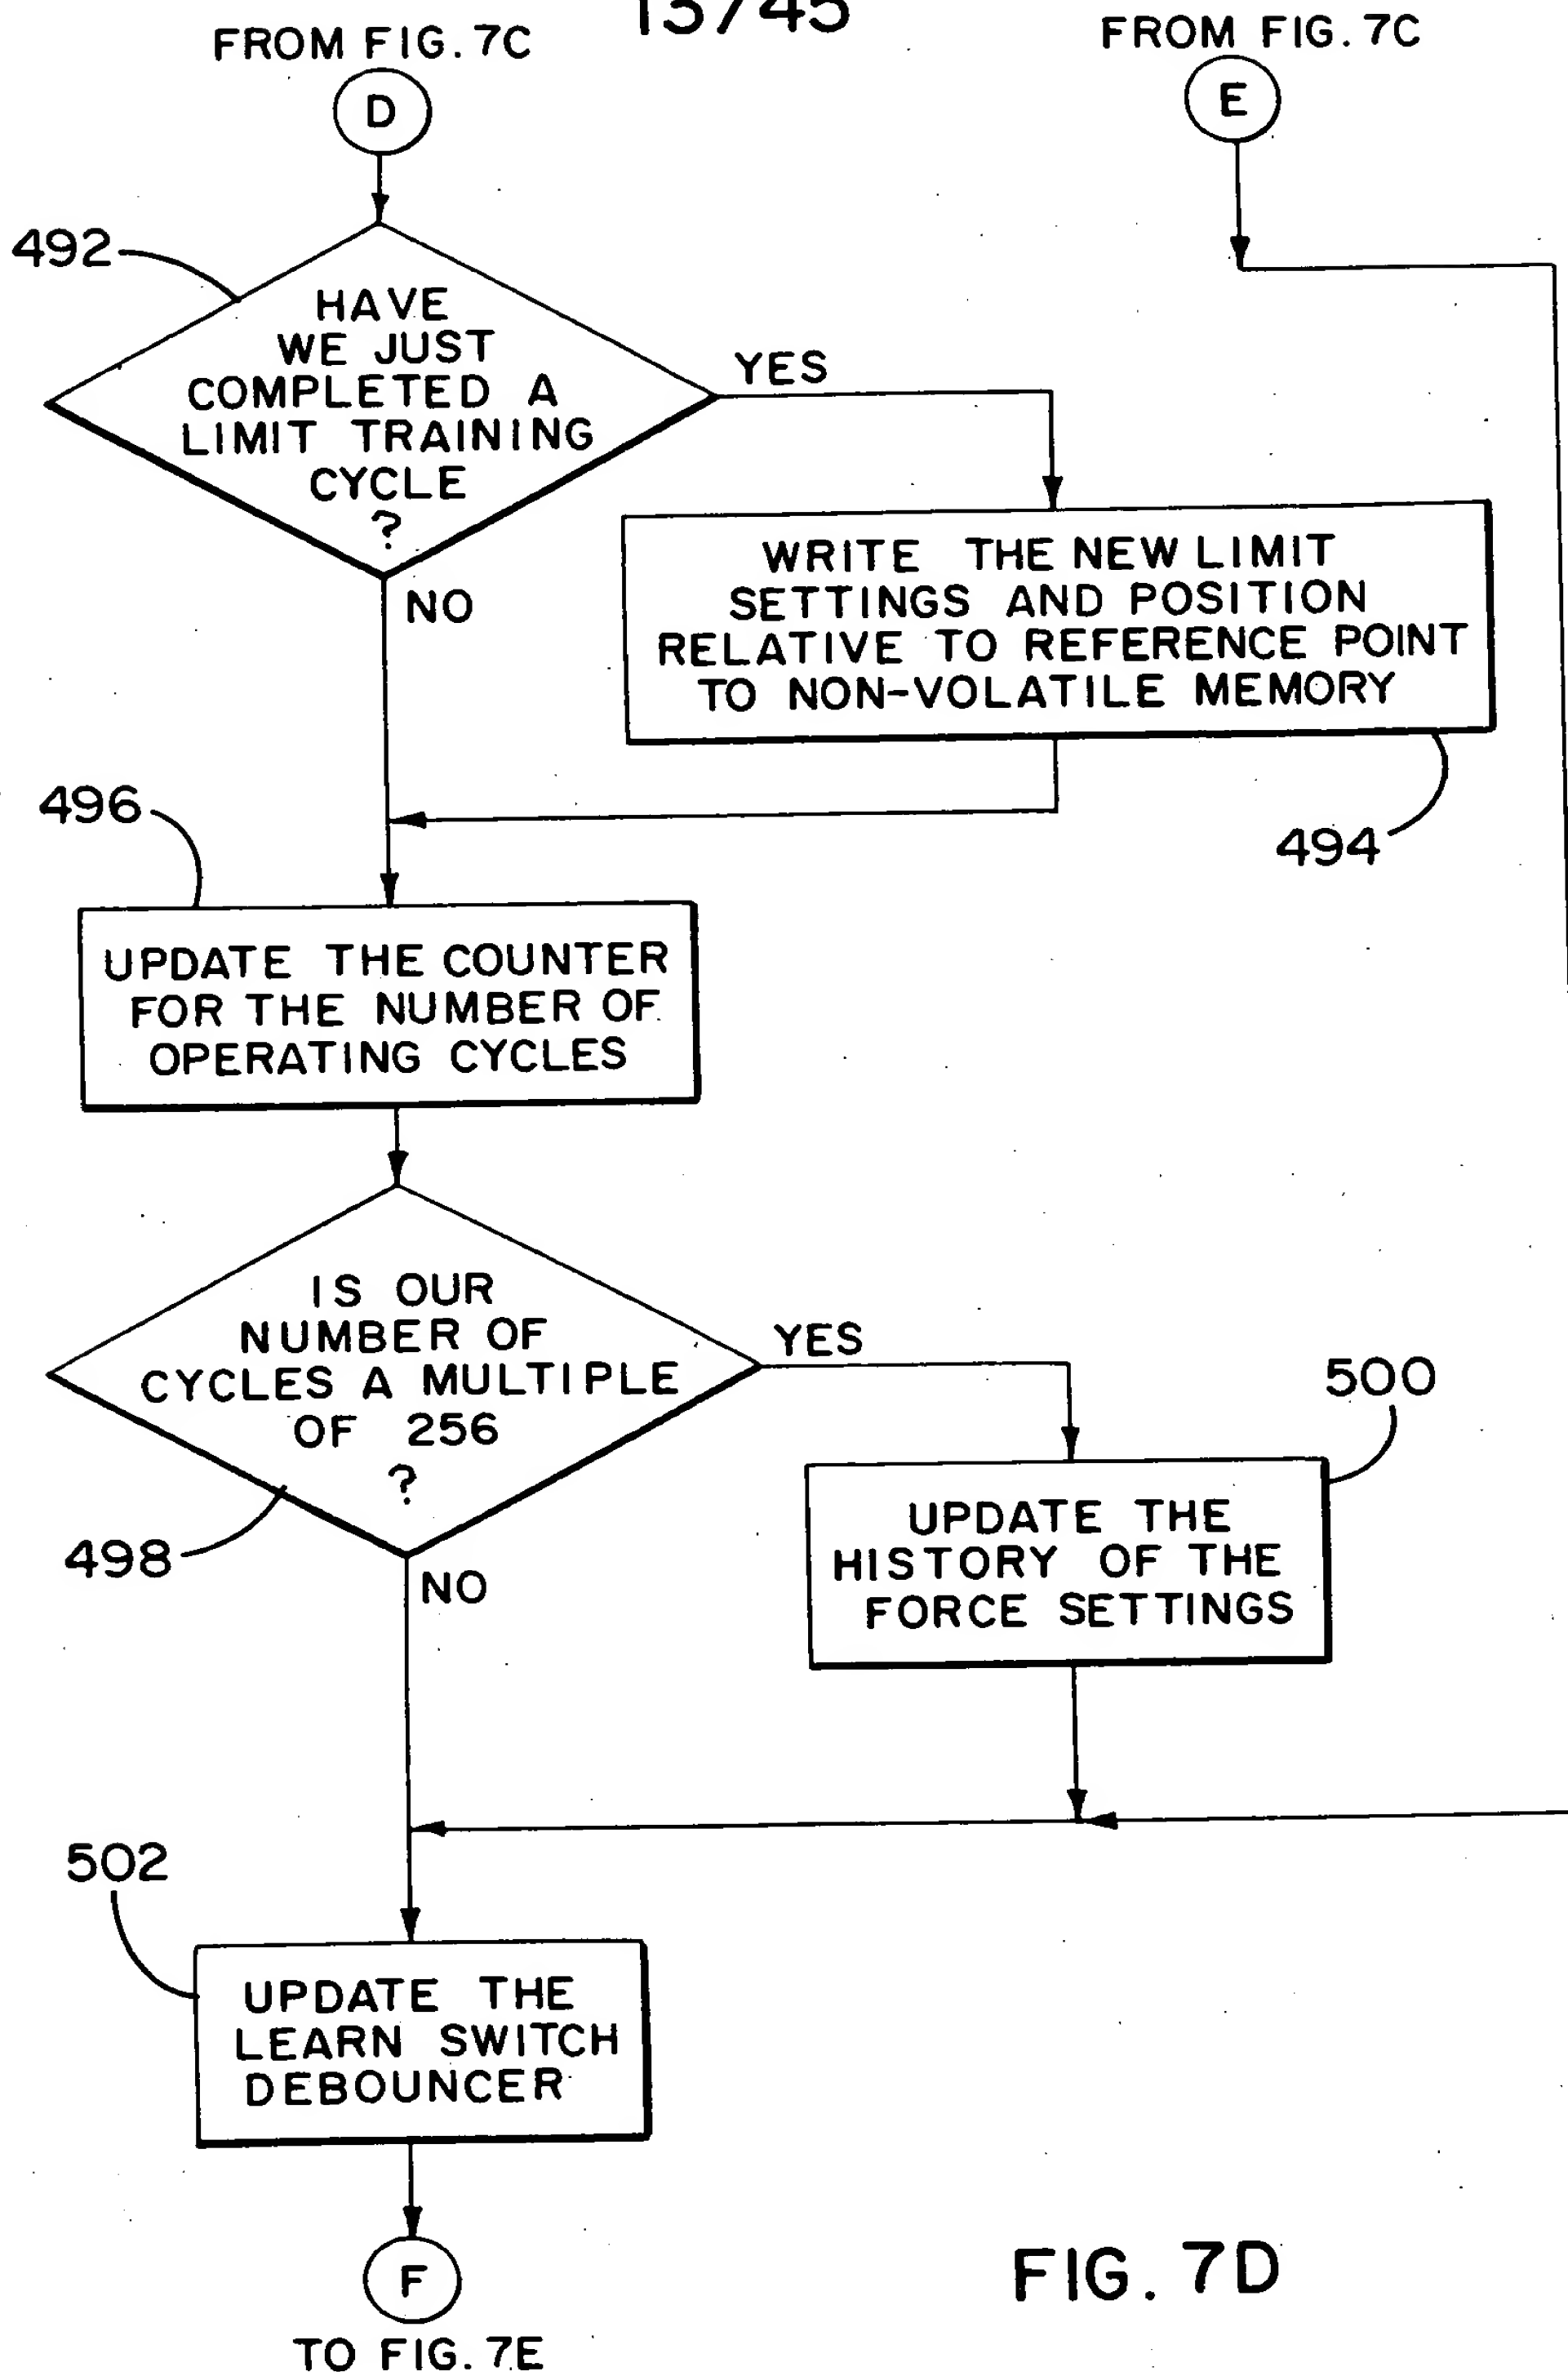 13/45
FROM FIG. 7C
D
FROM FIG. 7C
E
492
HAVE
WE JUST
COMPLETED A
LIMIT TRAINING
CYCLE
?
YES
NO
WRITE THE NEW LIMIT
SETTINGS AND POSITION
RELATIVE TO REFERENCE POINT
TO NON-VOLATILE MEMORY
494
496
UPDATE THE COUNTER
FOR THE NUMBER OF
OPERATING CYCLES
IS OUR
NUMBER OF
CYCLES A MULTIPLE
OF 256
?
YES
498
NO
500
UPDATE THE
HISTORY OF THE
FORCE SETTINGS
502
UPDATE THE
LEARN SWITCH
DEBOUNCER
F
TO FIG. 7E
FIG. 7D